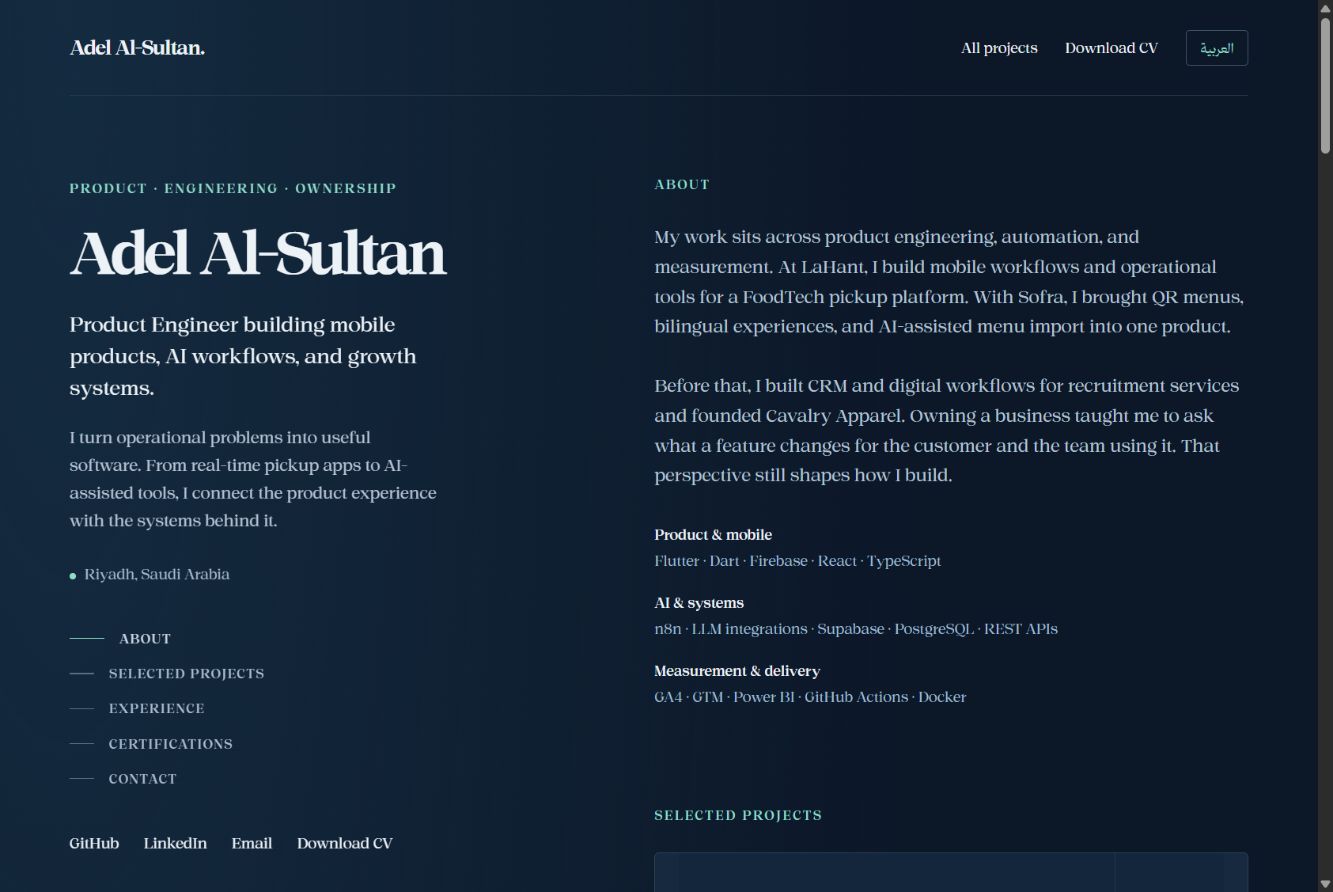 Adel Al-Sultan.
All projects
Download CV
العربية
PRODUCT · ENGINEERING · OWNERSHIP
Adel Al-Sultan
Product Engineer building mobile
products, AI workflows, and growth
systems.
I turn operational problems into useful
software. From real-time pickup apps to AI-
assisted tools, I connect the product experience
with the systems behind it.
Riyadh, Saudi Arabia
ABOUT
SELECTED PROJECTS
EXPERIENCE
CERTIFICATIONS
CONTACT
GitHub
LinkedIn
Email
Download CV
ABOUT
My work sits across product engineering, automation, and
measurement. At LaHant, I build mobile workflows and operational
tools for a FoodTech pickup platform. With Sofra, I brought QR menus,
bilingual experiences, and AI-assisted menu import into one product.
Before that, I built CRM and digital workflows for recruitment services
and founded Cavalry Apparel. Owning a business taught me to ask
what a feature changes for the customer and the team using it. That
perspective still shapes how I build.
Product & mobile
Flutter · Dart · Firebase · React · TypeScript
AI & systems
n8n · LLM integrations · Supabase · PostgreSQL · REST APIs
Measurement & delivery
GA4 · GTM · Power BI · GitHub Actions · Docker
SELECTED PROJECTS